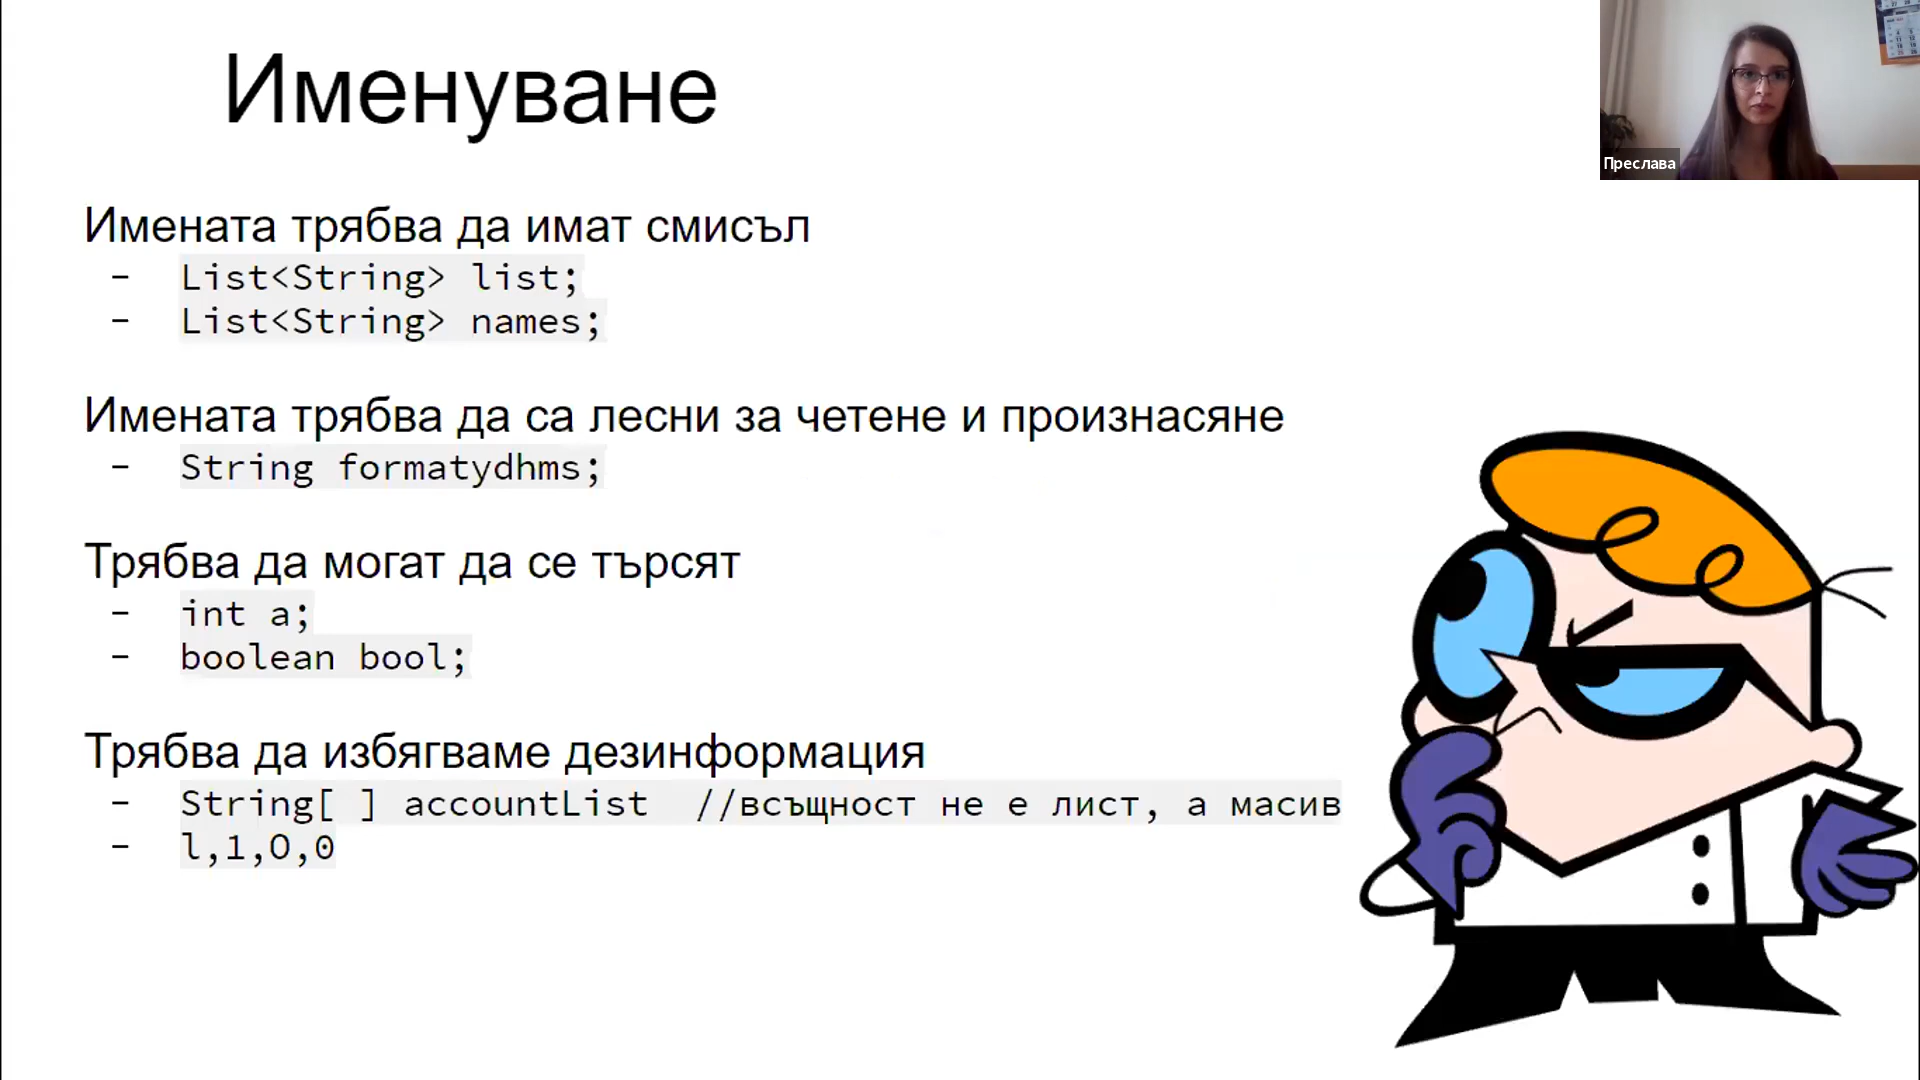 Именуване
Преслава
Имената трябва да имат смисъл
- List<String> list;
- List<String> names;
Имената трябва да са лесни за четене и произнасяне
- String formatydhms;
Трябва да могат да се търсят
- int a;
- boolean bool;
Трябва да избягваме дезинформация
- String[ ] accountList //всъщност не е лист, а масив
- l,1,O,0